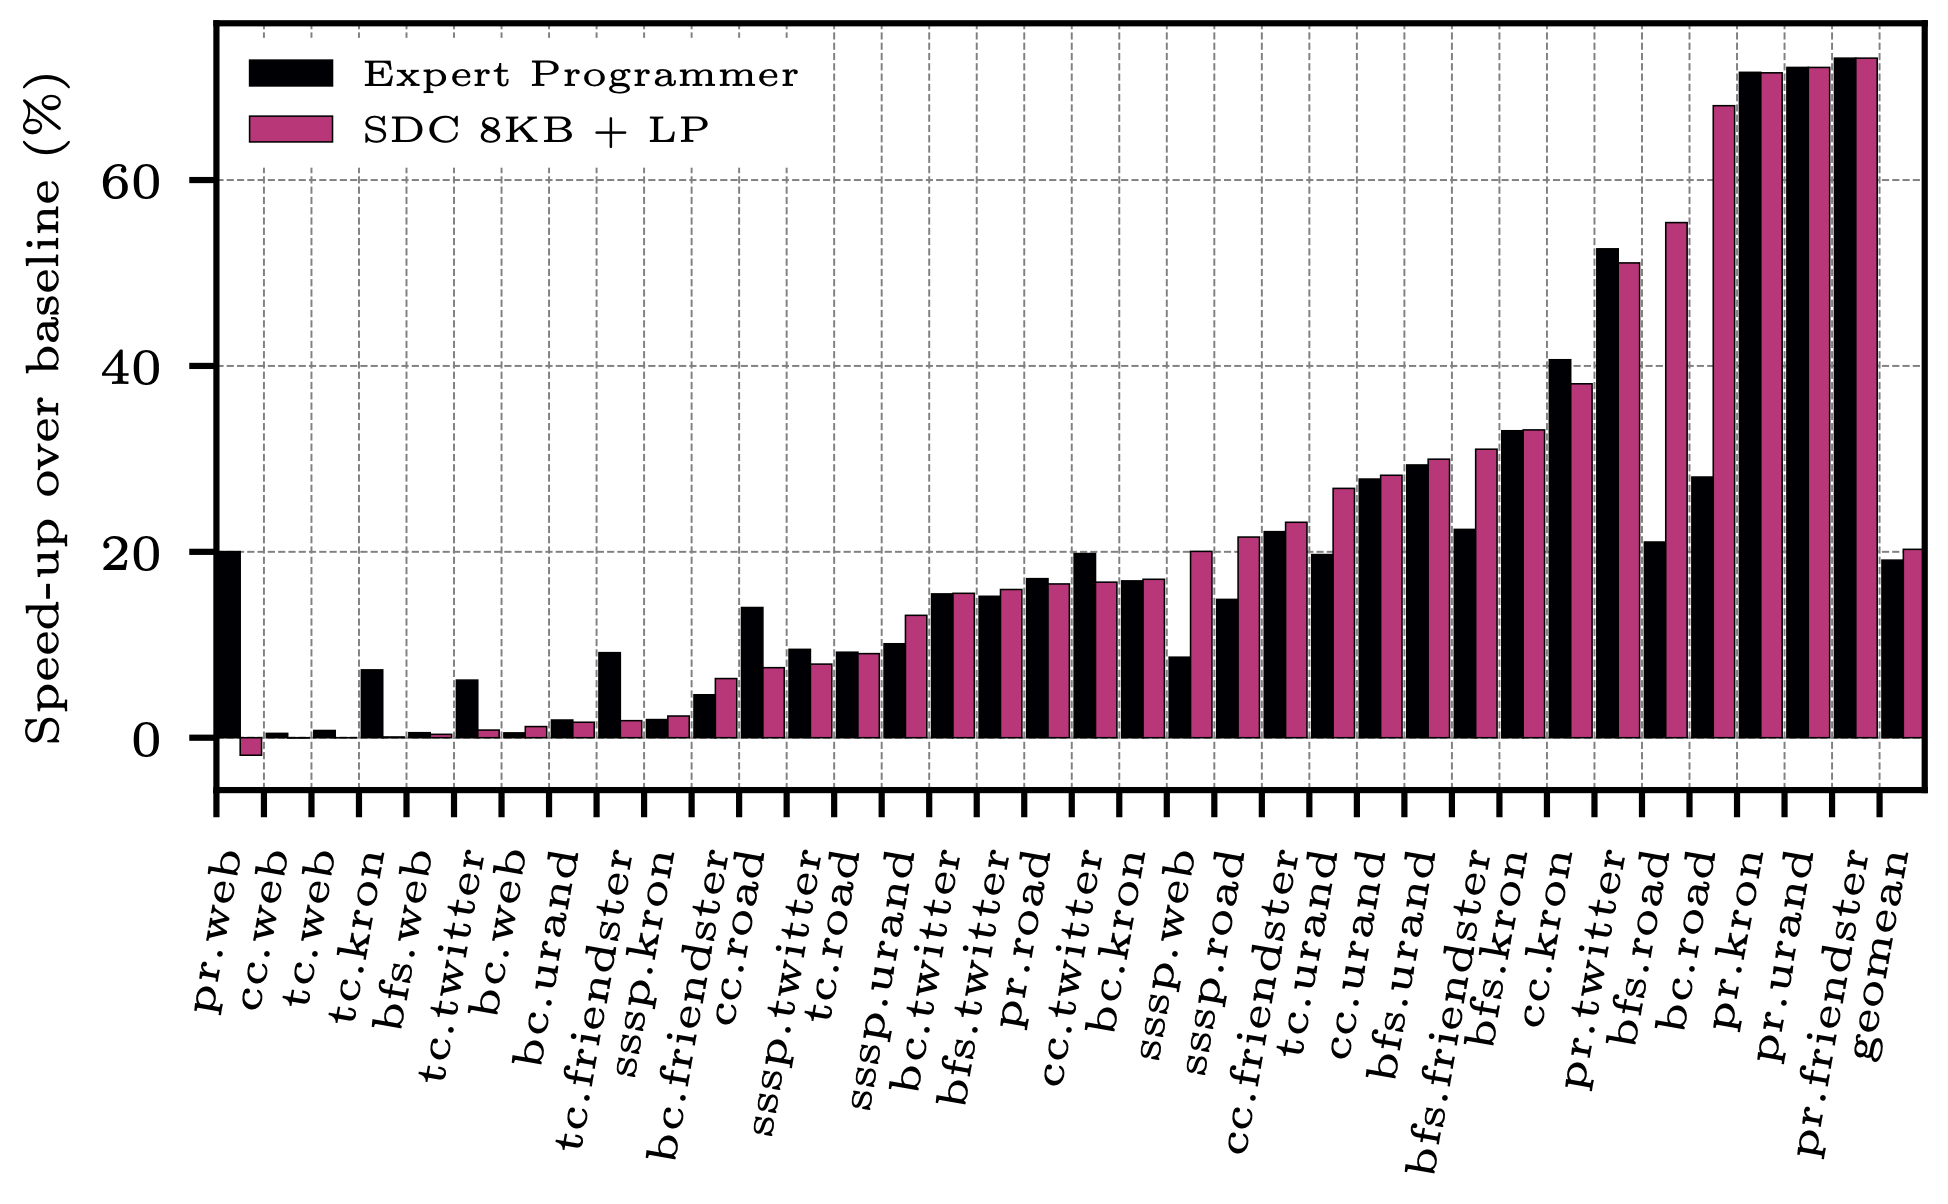 Speed-up over baseline (%)
Expert Programmer
SDC 8KB + LP
60
40
20
0
pr.web
cc.web
tc.web
tc.kron
bfs.web
tc.twitter
bc.web
bc.urand
tc.friendster
sssp.kron
bc.friendster
cc.road
sssp.twitter
tc.road
sssp.urand
bc.twitter
bfs.twitter
pr.road
cc.twitter
bc.kron
sssp.web
sssp.road
cc.friendster
tc.urand
cc.urand
bfs.urand
bfs.friendster
bfs.kron
cc.kron
pr.twitter
bfs.road
bc.road
pr.kron
pr.urand
pr.friendster
geomean